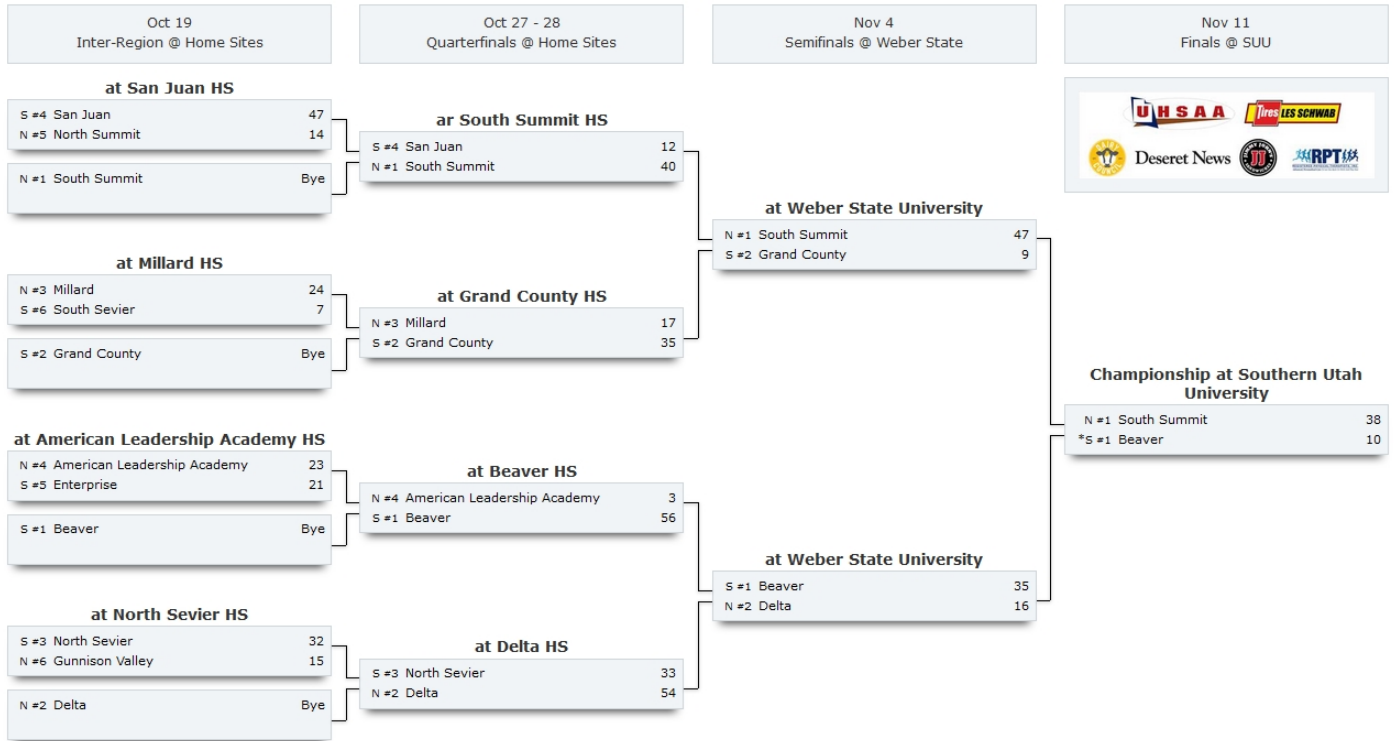 Oct 19
Inter-Region @ Home Sites
Oct 27 - 28
Quarterfinals @ Home Sites
Nov 4
Semifinals @ Weber State
Nov 11
Finals @ SUU
at San Juan HS
S #4 San Juan 47
N #5 North Summit 14
N #1 South Summit Bye
at Millard HS
N #3 Millard 24
S #6 South Sevier 7
S #2 Grand County Bye
at American Leadership Academy HS
N #4 American Leadership Academy 23
S #5 Enterprise 21
S #1 Beaver Bye
at North Sevier HS
S #3 North Sevier 32
N #6 Gunnison Valley 15
N #2 Delta Bye
ar South Summit HS
S #4 San Juan 12
N #1 South Summit 40
at Grand County HS
N #3 Millard 17
S #2 Grand County 35
at Beaver HS
N #4 American Leadership Academy 3
S #1 Beaver 56
at Delta HS
S #3 North Sevier 33
N #2 Delta 54
at Weber State University
N #1 South Summit 47
S #2 Grand County 9
at Weber State University
S #1 Beaver 35
N #2 Delta 16
UHSAA
Tires LES SCHWAB
Deseret News
JJ
RPT
Championship at Southern Utah
University
N #1 South Summit 38
*S #1 Beaver 10